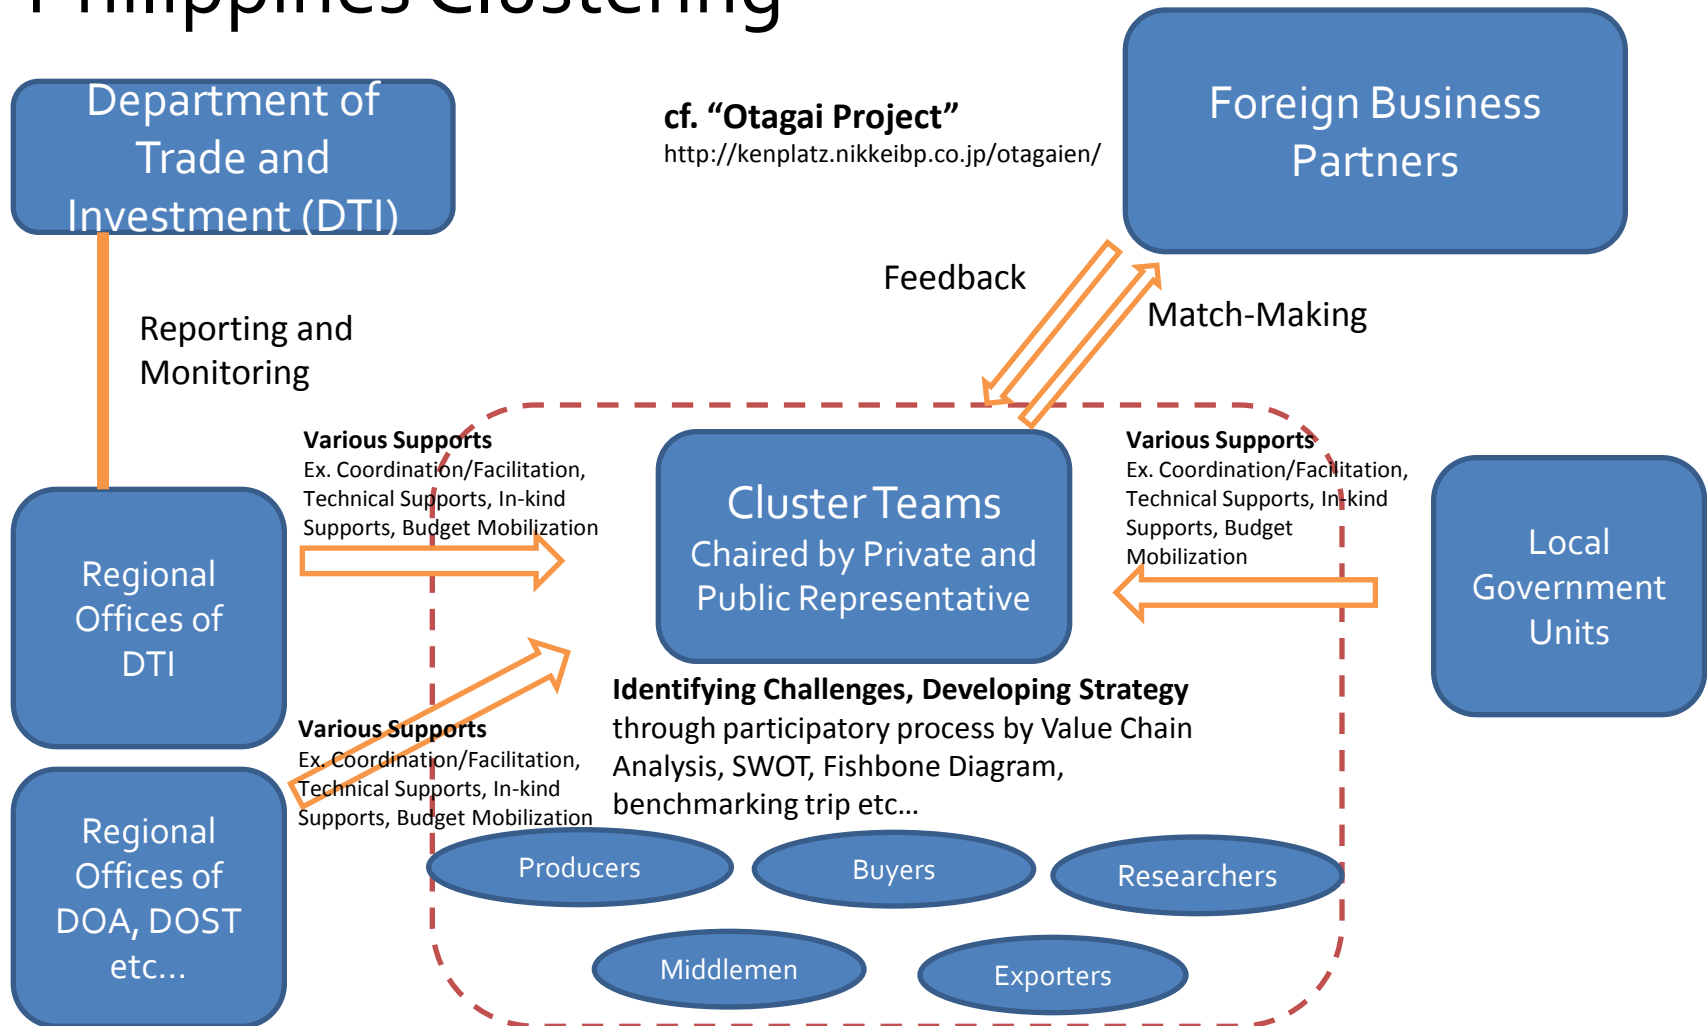 Philippines Clustering
Department of
Trade and
Investment (DTI)
cf. “Otagai Project”
http://kenplatz.nikkeibp.co.jp/otagaien/
Foreign Business
Partners
Feedback
Match-Making
Reporting and
Monitoring
Various Supports
Ex. Coordination/Facilitation,
Technical Supports, In-kind
Supports, Budget Mobilization
Cluster Teams
Chaired by Private and
Public Representative
Various Supports
Ex. Coordination/Facilitation,
Technical Supports, In-kind
Supports, Budget
Mobilization
Regional
Offices of
DTI
Local
Government
Units
Various Supports
Ex. Coordination/Facilitation,
Technical Supports, In-kind
Supports, Budget Mobilization
Identifying Challenges, Developing Strategy
through participatory process by Value Chain
Analysis, SWOT, Fishbone Diagram,
benchmarking trip etc…
Regional
Offices of
DOA, DOST
etc…
Producers
Buyers
Researchers
Middlemen
Exporters